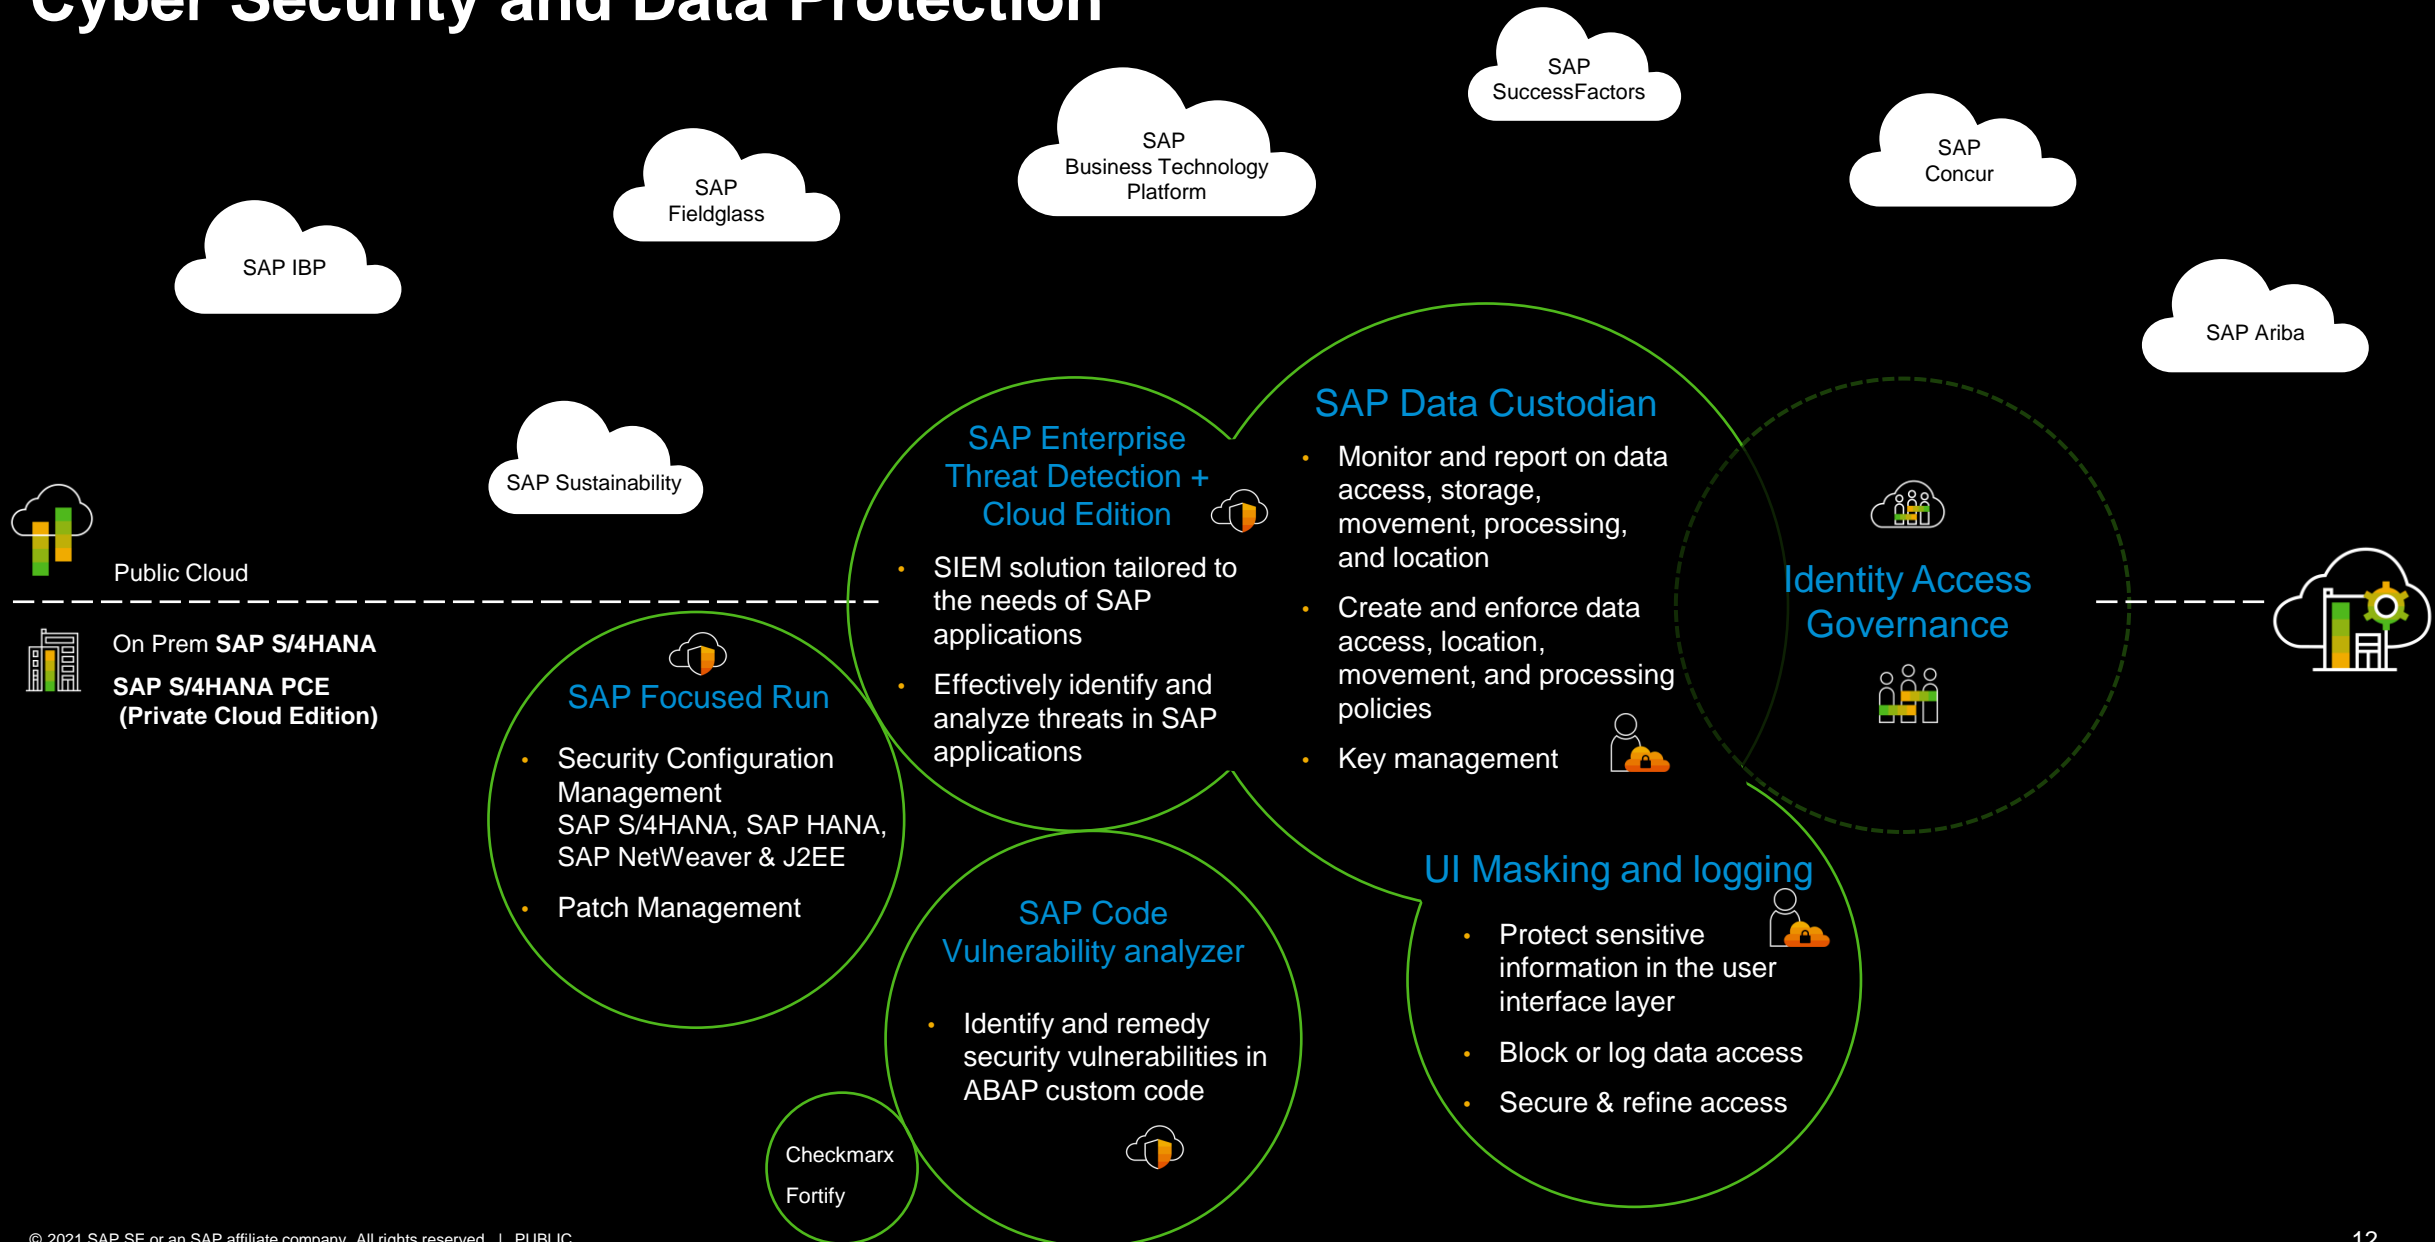 Cyber Security and Data Protection
SAP
SuccessFactors
SAP
Business Technology
Platform
SAP
Concur
SAP
Fieldglass
SAP IBP
SAP Ariba
SAP Sustainability
Public Cloud
On Prem SAP S/4HANA
SAP S/4HANA PCE
(Private Cloud Edition)
SAP Focused Run
• Security Configuration
Management
SAP S/4HANA, SAP HANA,
SAP NetWeaver & J2EE
• Patch Management
SAP Enterprise
Threat Detection +
Cloud Edition
• SIEM solution tailored to
the needs of SAP
applications
• Effectively identify and
analyze threats in SAP
applications
SAP Data Custodian
• Monitor and report on data
access, storage,
movement, processing,
and location
• Create and enforce data
access, location,
movement, and processing
policies
• Key management
Identity Access
Governance
SAP Code
Vulnerability analyzer
• Identify and remedy
security vulnerabilities in
ABAP custom code
UI Masking and logging
• Protect sensitive
information in the user
interface layer
• Block or log data access
• Secure & refine access
Checkmarx
Fortify
© 2021 SAP SE or an SAP affiliate company. All rights reserved. | PUBLIC
12